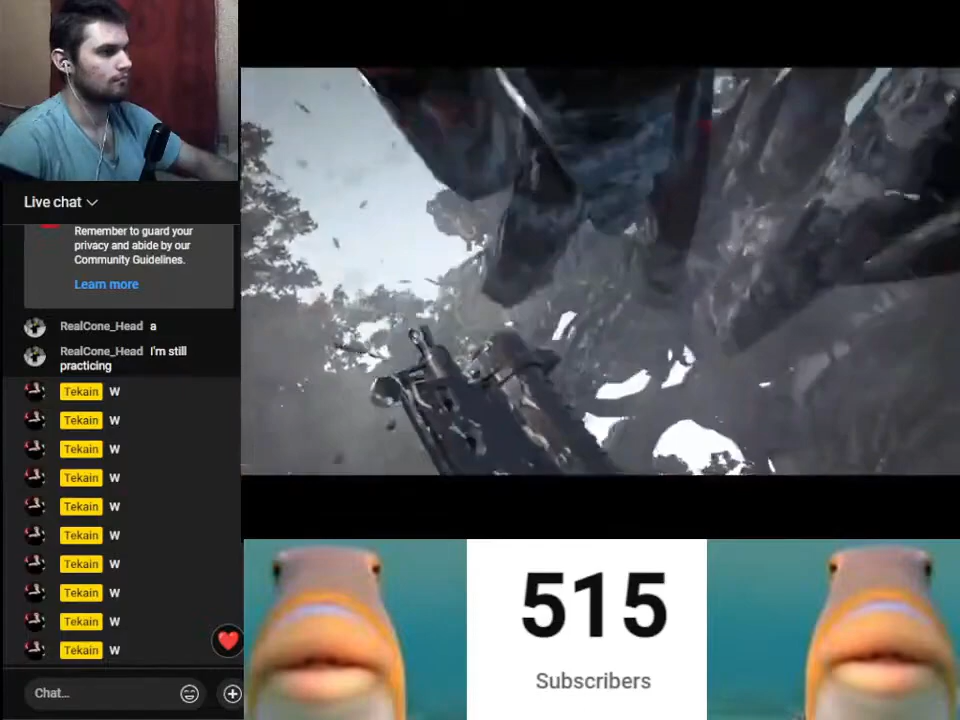 Live chat
Remember to guard your
privacy and abide by our
Community Guidelines.
Learn more
RealCone_Head a
RealCone_Head I'm still
practicing
Tekain W
Tekain W
Tekain W
Tekain W
Tekain W
Tekain W
Tekain W
Tekain W
Tekain W
Tekain W
Chat...
515
Subscribers